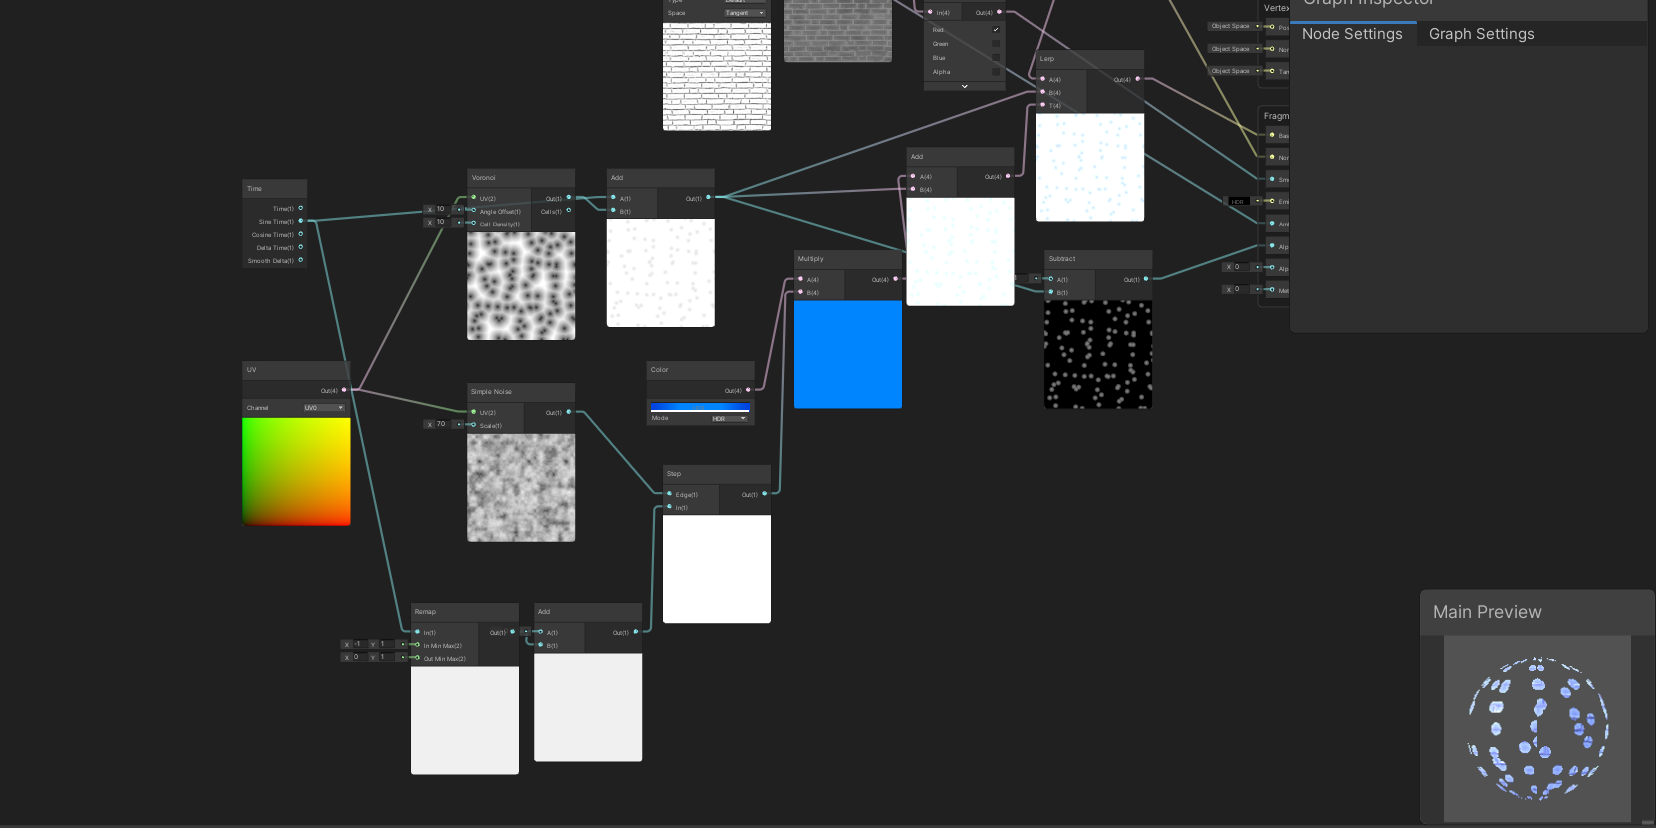 Space
Tangent
In(4)
Out(4)
Red
Green
Blue
Alpha
Lerp
A(4)
Out(4)
B(4)
T(4)
Graph Inspector
Node Settings
Graph Settings
Object Space
Object Space
Object Space
HDR
X 0
X 0
Time
Time(1)
Sine Time(1)
Cosine Time(1)
Delta Time(1)
Smooth Delta(1)
Voronoi
X 10
X 10
UV(2)
Out(1)
Angle Offset(1)
Cells(1)
Cell Density(1)
Add
A(1)
Out(1)
B(1)
Add
A(4)
Out(4)
B(4)
Multiply
A(4)
Out(4)
B(4)
Subtract
A(1)
Out(1)
B(1)
UV
Out(4)
Channel
UV0
Simple Noise
X 70
UV(2)
Out(1)
Scale(1)
Color
Out(4)
Mode
HDR
Step
Edge(1)
Out(1)
In(1)
Remap
In(1)
Out(1)
X -1 Y 1
In Min Max(2)
X 0 Y 1
Out Min Max(2)
Add
A(1)
Out(1)
B(1)
Main Preview